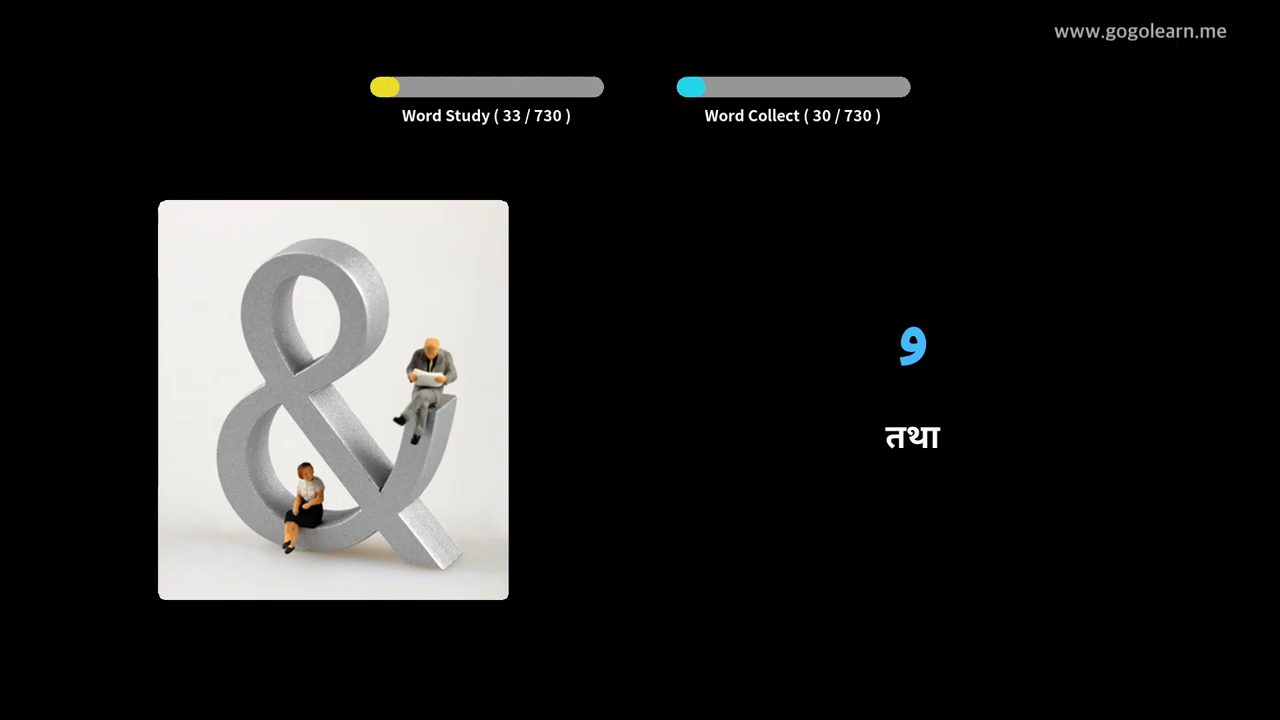 www.gogolearn.me
Word Study ( 33 / 730 )
Word Collect ( 30 / 730 )
&
و
तथा